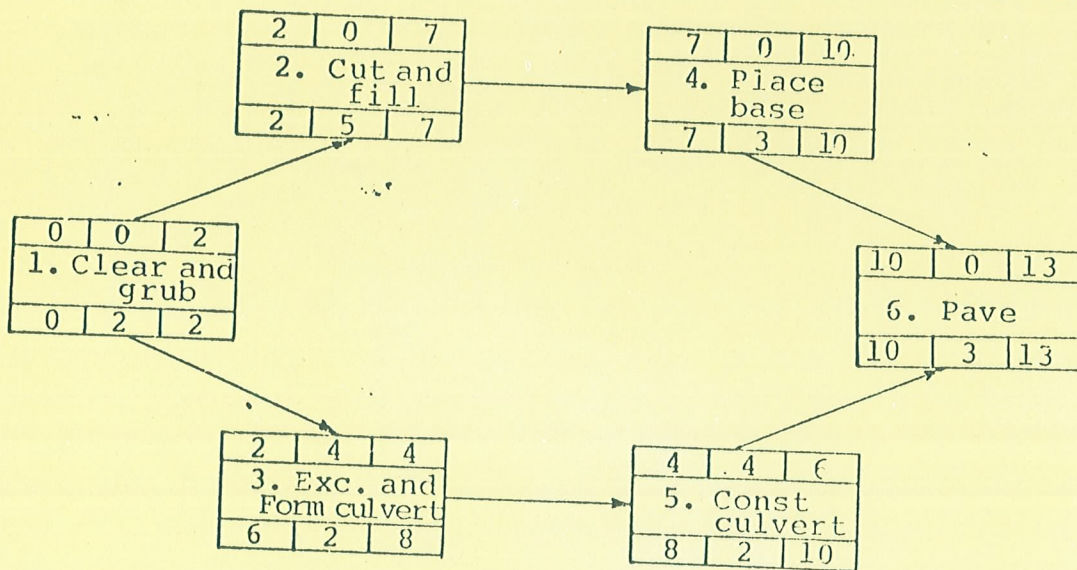 2 0 7
2. Cut and
fill
2 5 7
7 0 10
4. Place
base
7 3 10
0 0 2
1. Clear and
grub
0 2 2
10 0 13
6. Pave
10 3 13
2 4 4
3. Exc. and
Form culvert
6 2 8
4 4 6
5. Const
culvert
8 2 10